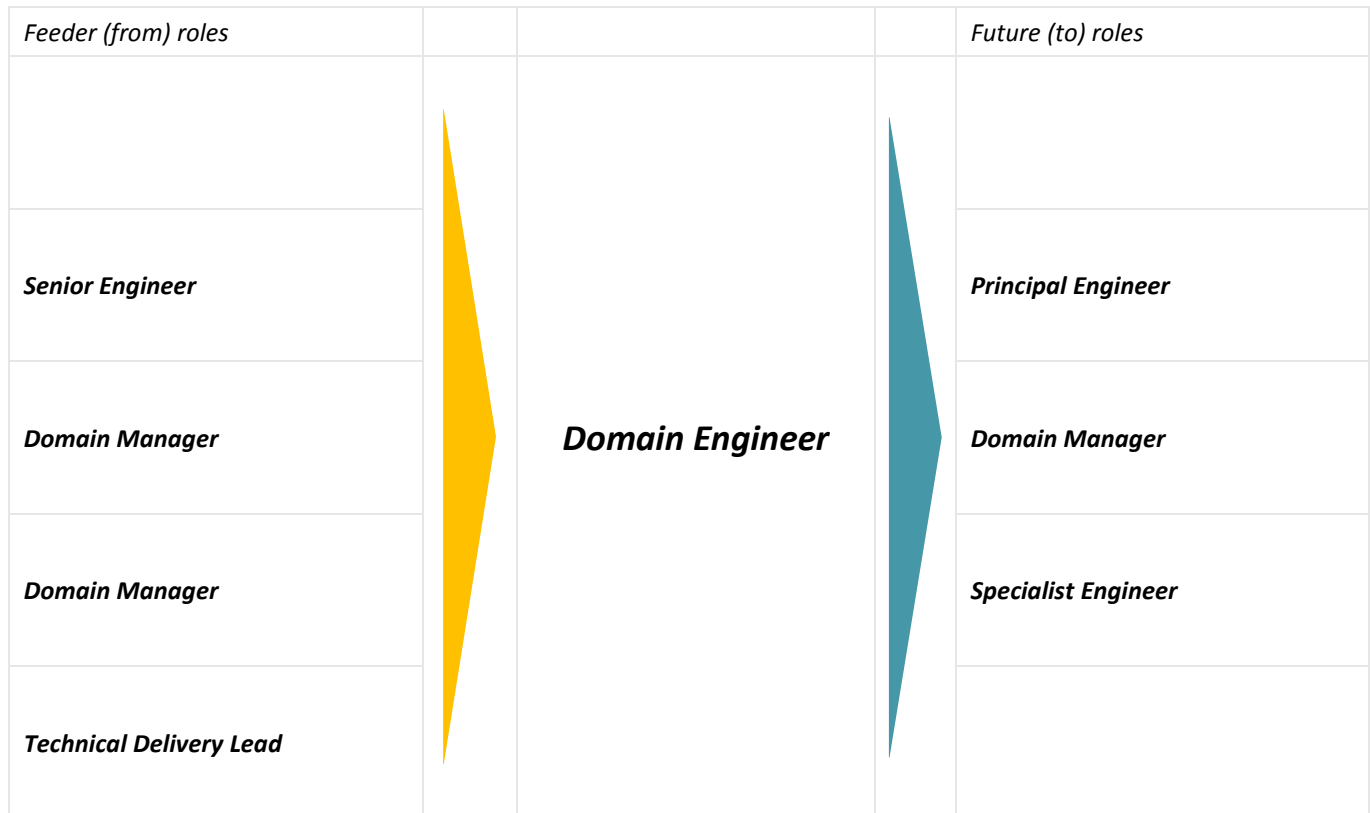 Feeder (from) roles
Future (to) roles
Senior Engineer
Principal Engineer
Domain Manager
Domain Engineer
Domain Manager
Domain Manager
Specialist Engineer
Technical Delivery Lead